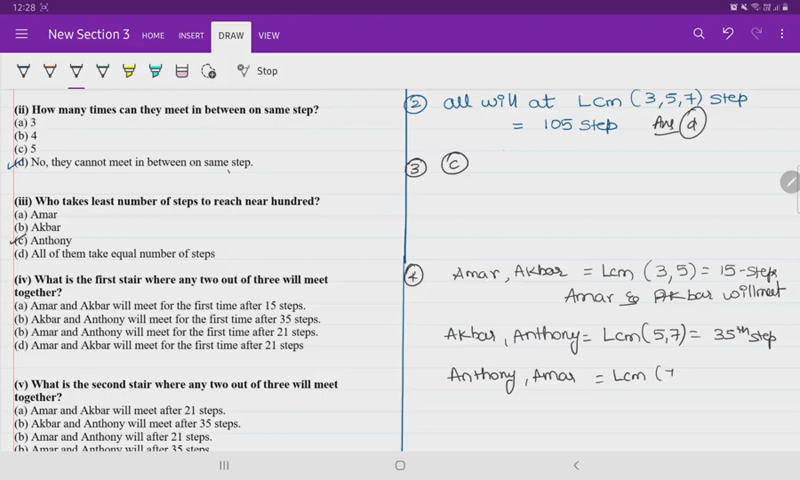 12:28
New Section 3 HOME INSERT DRAW VIEW
Stop
(ii) How many times can they meet in between on same step?
(a) 3
(b) 4
(c) 5
(d) No, they cannot meet in between on same step.
(iii) Who takes least number of steps to reach near hundred?
(a) Amar
(b) Akbar
(c) Anthony
(d) All of them take equal number of steps
(iv) What is the first stair where any two out of three will meet
together?
(a) Amar and Akbar will meet for the first time after 15 steps.
(b) Akbar and Anthony will meet for the first time after 35 steps.
(b) Amar and Anthony will meet for the first time after 21 steps.
(d) Amar and Akbar will meet for the first time after 21 steps
(v) What is the second stair where any two out of three will meet
together?
(a) Amar and Akbar will meet after 21 steps.
(b) Akbar and Anthony will meet after 35 steps.
(b) Amar and Anthony will after 21 steps.
(b) Amar and Anthony will after 35 steps.
② all will at Lcm (3,5,7) step
= 105 step Ans (d)
③ (c)
④ Amar, Akbar = Lcm (3,5) = 15-steps
Amar & Akbar will meet
Akbar, Anthony = Lcm (5,7) = 35th step
Anthony, Amar = Lcm (